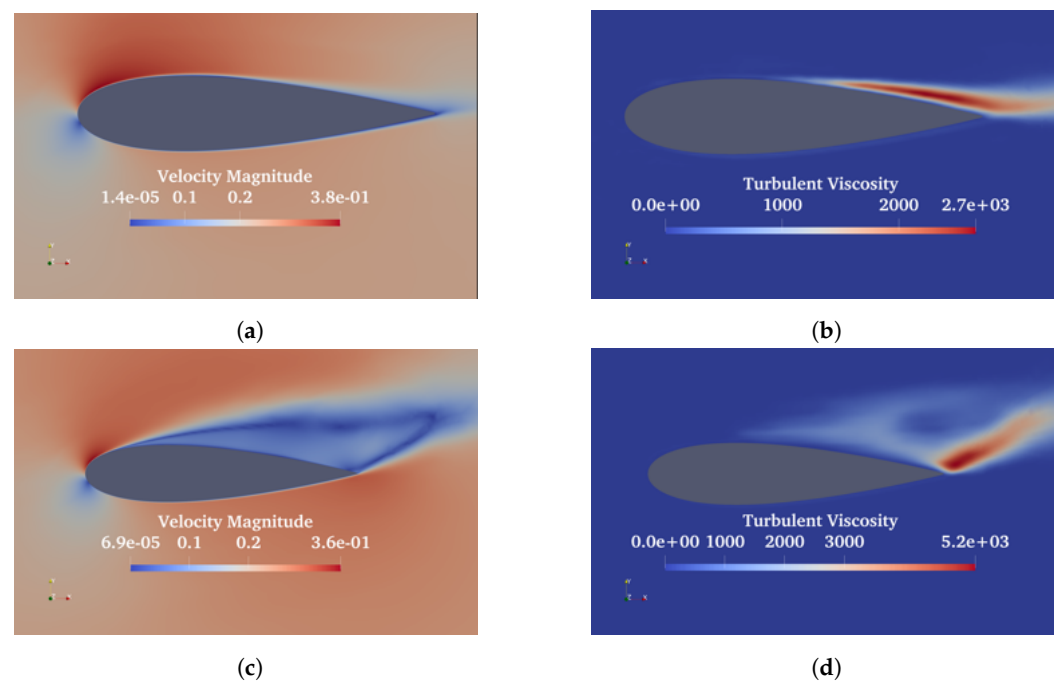 Velocity Magnitude
1.4e-05 0.1 0.2 3.8e-01
Turbulent Viscosity
0.0e+00 1000 2000 2.7e+03
(a) (b)
Velocity Magnitude
6.9e-05 0.1 0.2 3.6e-01
Turbulent Viscosity
0.0e+00 1000 2000 3000 5.2e+03
(c) (d)